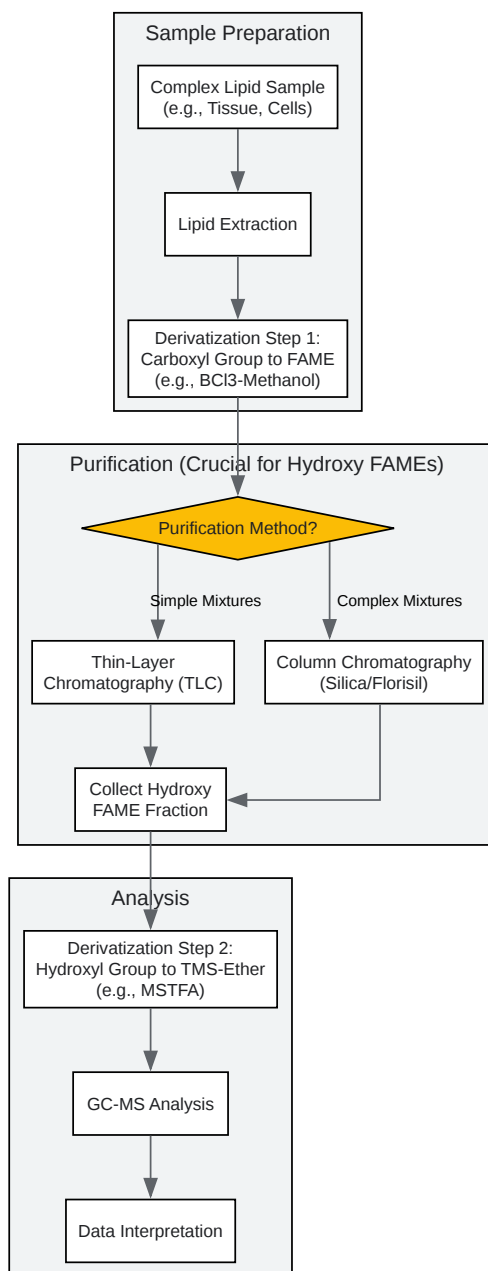 Sample Preparation
Complex Lipid Sample
(e.g., Tissue, Cells)
Lipid Extraction
Derivatization Step 1:
Carboxyl Group to FAME
(e.g., BCl3-Methanol)
Purification (Crucial for Hydroxy FAMEs)
Purification Method?
Simple Mixtures
Complex Mixtures
Thin-Layer
Chromatography (TLC)
Column Chromatography
(Silica/Florisil)
Collect Hydroxy
FAME Fraction
Analysis
Derivatization Step 2:
Hydroxyl Group to TMS-Ether
(e.g., MSTFA)
GC-MS Analysis
Data Interpretation